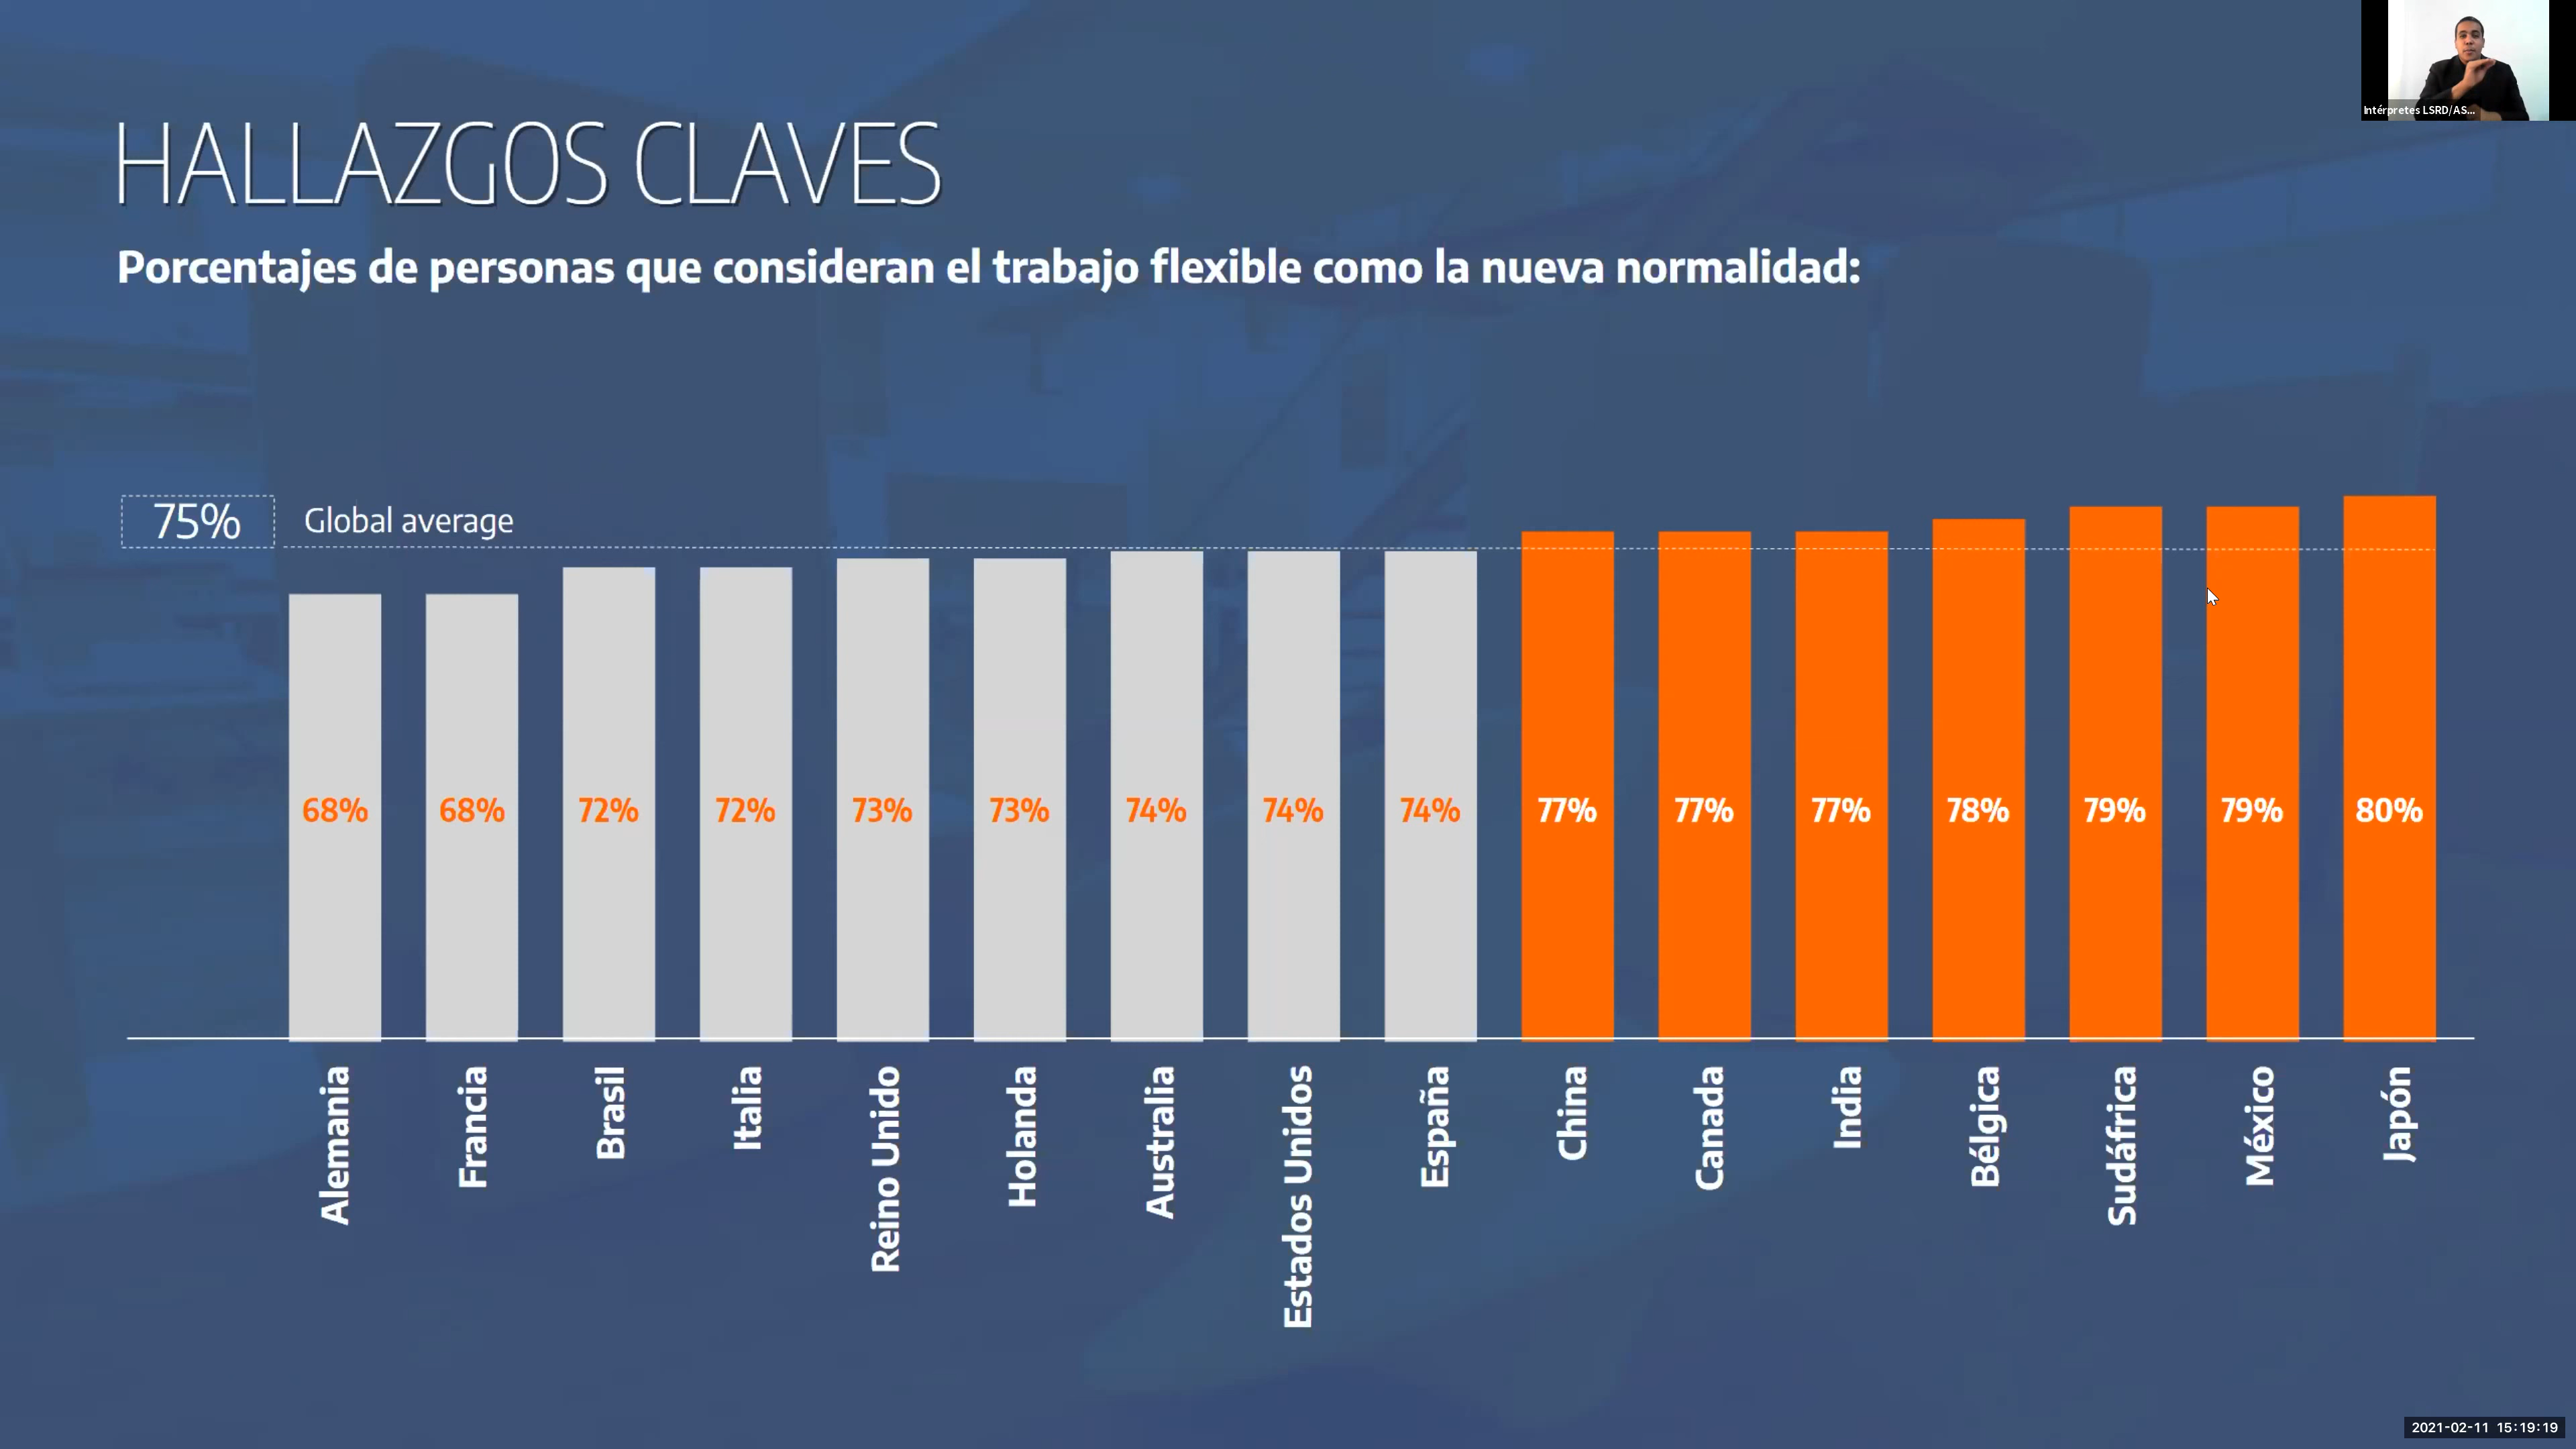 Intérpretes LSRD/AS...
HALLAZGOS CLAVES
Porcentajes de personas que consideran el trabajo flexible como la nueva normalidad:
75% Global average
68% 68% 72% 72% 73% 73% 74% 74% 74% 77% 77% 77% 78% 79% 79% 80%
Alemania
Francia
Brasil
Italia
Reino Unido
Holanda
Australia
Estados Unidos
España
China
Canada
India
Bélgica
Sudáfrica
México
Japón
2021-02-11 15:19:19